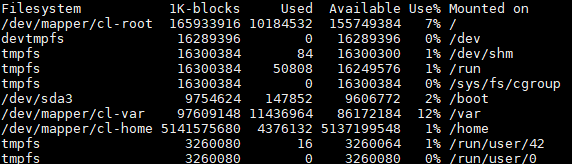 Filesystem 1K-blocks Used Available Use% Mounted on
/dev/mapper/cl-root 165933916 10184532 155749384 7% /
devtmpfs 16289396 0 16289396 0% /dev
tmpfs 16300384 84 16300300 1% /dev/shm
tmpfs 16300384 50808 16249576 1% /run
tmpfs 16300384 0 16300384 0% /sys/fs/cgroup
/dev/sda3 9754624 147852 9606772 2% /boot
/dev/mapper/cl-var 97609148 11436964 86172184 12% /var
/dev/mapper/cl-home 5141575680 4376132 5137199548 1% /home
tmpfs 3260080 16 3260064 1% /run/user/42
tmpfs 3260080 0 3260080 0% /run/user/0